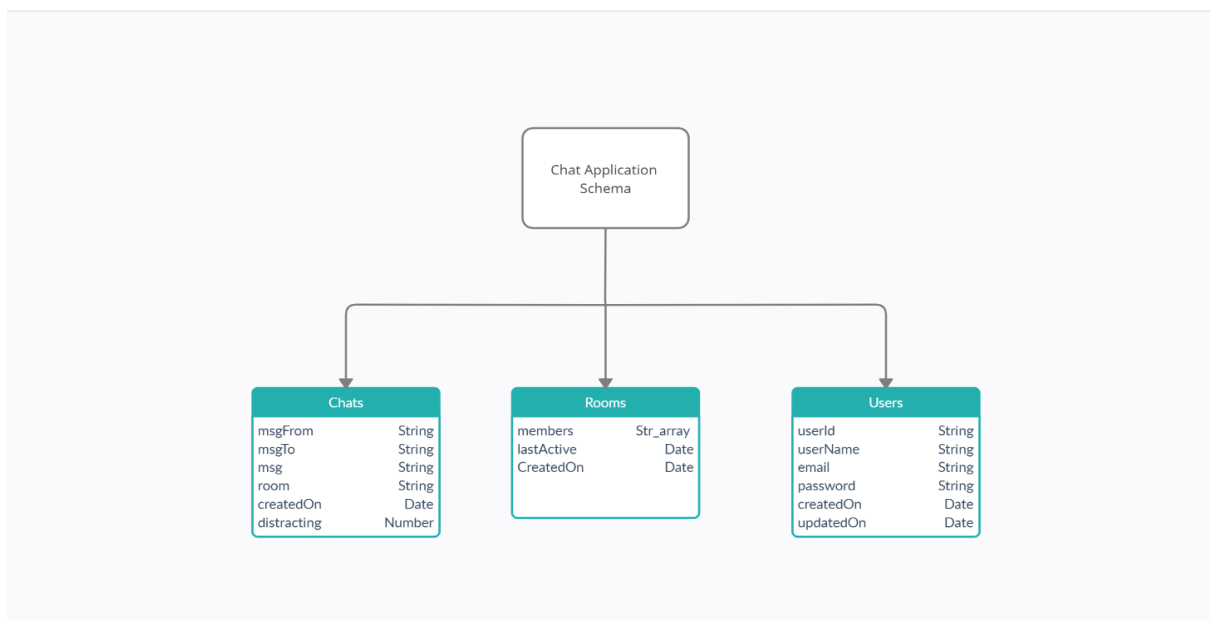 Chat Application
Schema
Chats
msgFrom String
msgTo String
msg String
room String
createdOn Date
distracting Number
Rooms
members Str_array
lastActive Date
CreatedOn Date
Users
userId String
userName String
email String
password String
createdOn Date
updatedOn Date